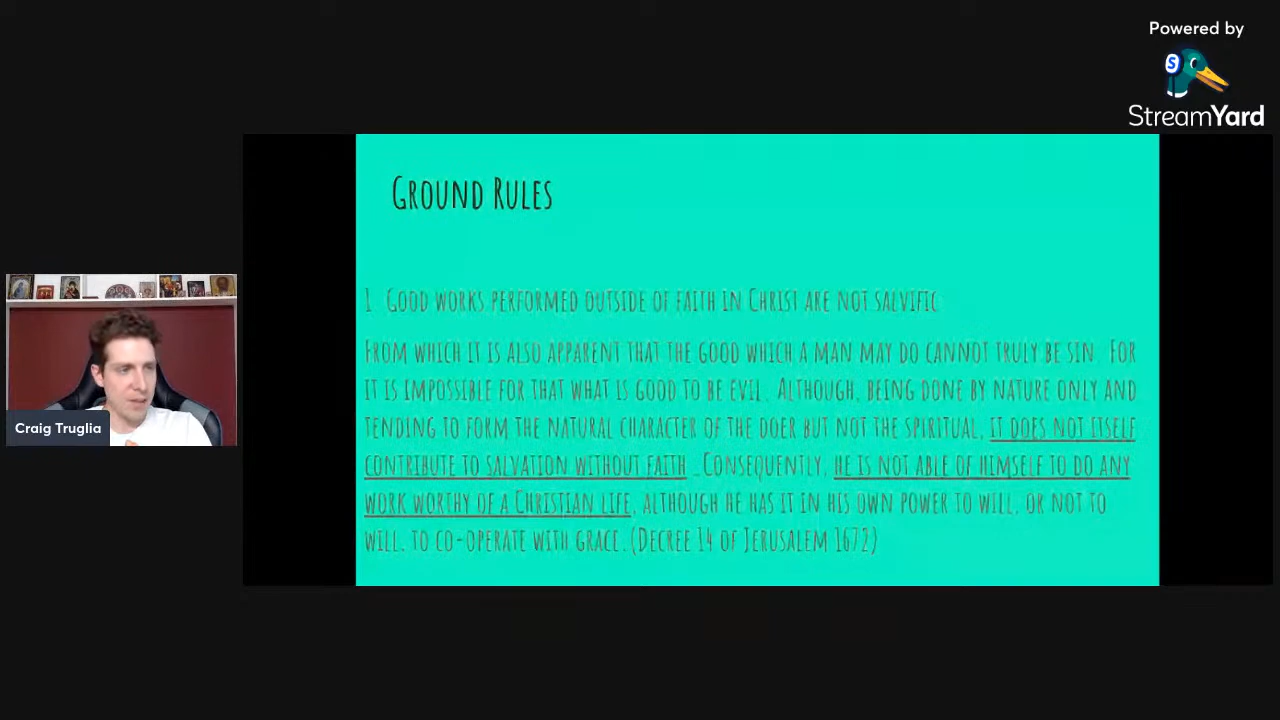 Powered by
StreamYard
GROUND RULES
1 GOOD WORKS PERFORMED OUTSIDE OF FAITH IN CHRIST ARE NOT SALVIFIC
FROM WHICH IT IS ALSO APPARENT THAT THE GOOD WHICH A MAN MAY DO CANNOT TRULY BE SIN. FOR
IT IS IMPOSSIBLE FOR THAT WHAT IS GOOD TO BE EVIL. ALTHOUGH, BEING DONE BY NATURE ONLY AND
TENDING TO FORM THE NATURAL CHARACTER OF THE DOER BUT NOT THE SPIRITUAL, IT DOES NOT ITSELF
CONTRIBUTE TO SALVATION WITHOUT FAITH …CONSEQUENTLY, HE IS NOT ABLE OF HIMSELF TO DO ANY
WORK WORTHY OF A CHRISTIAN LIFE, ALTHOUGH HE HAS IT IN HIS OWN POWER TO WILL, OR NOT TO
WILL, TO CO-OPERATE WITH GRACE. (DECREE 14 OF JERUSALEM 1672)
Craig Truglia